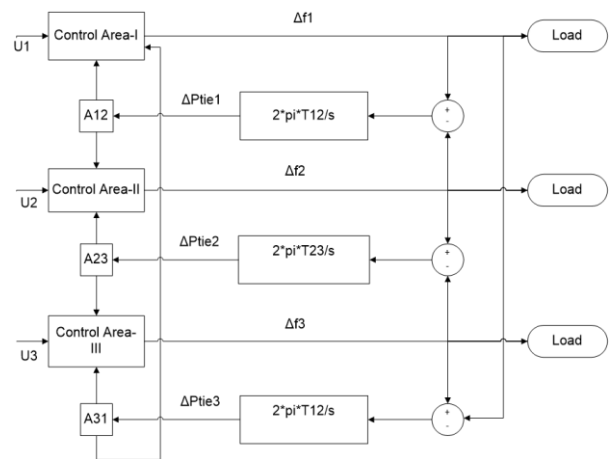 Δf1
Control Area-I
Load
U1
ΔPtie1
A12
2*pi*T12/s
+
-
Δf2
Control Area-II
Load
U2
ΔPtie2
A23
2*pi*T23/s
+
-
Δf3
Control Area-
III
Load
U3
ΔPtie3
A31
2*pi*T12/s
+
-